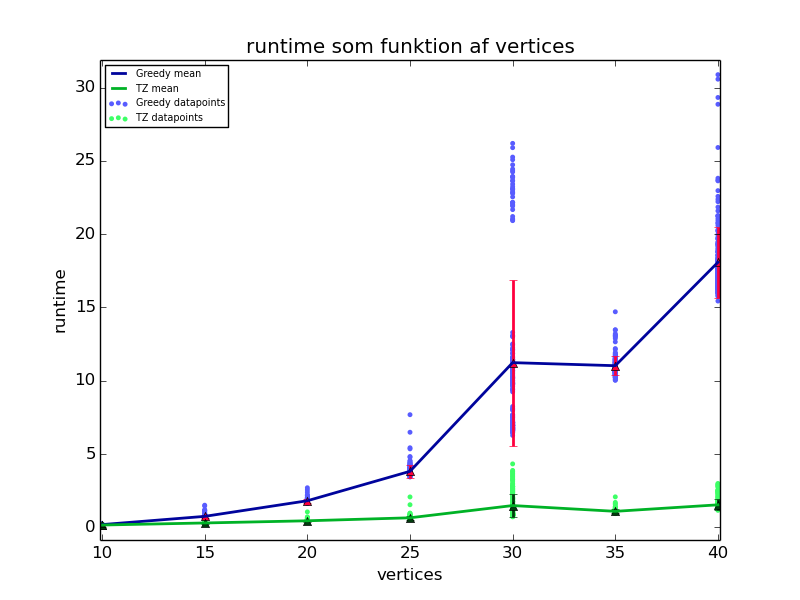 runtime som funktion af vertices
Greedy mean
TZ mean
Greedy datapoints
TZ datapoints
30
25
20
15
10
5
0
runtime
10 15 20 25 30 35 40
vertices